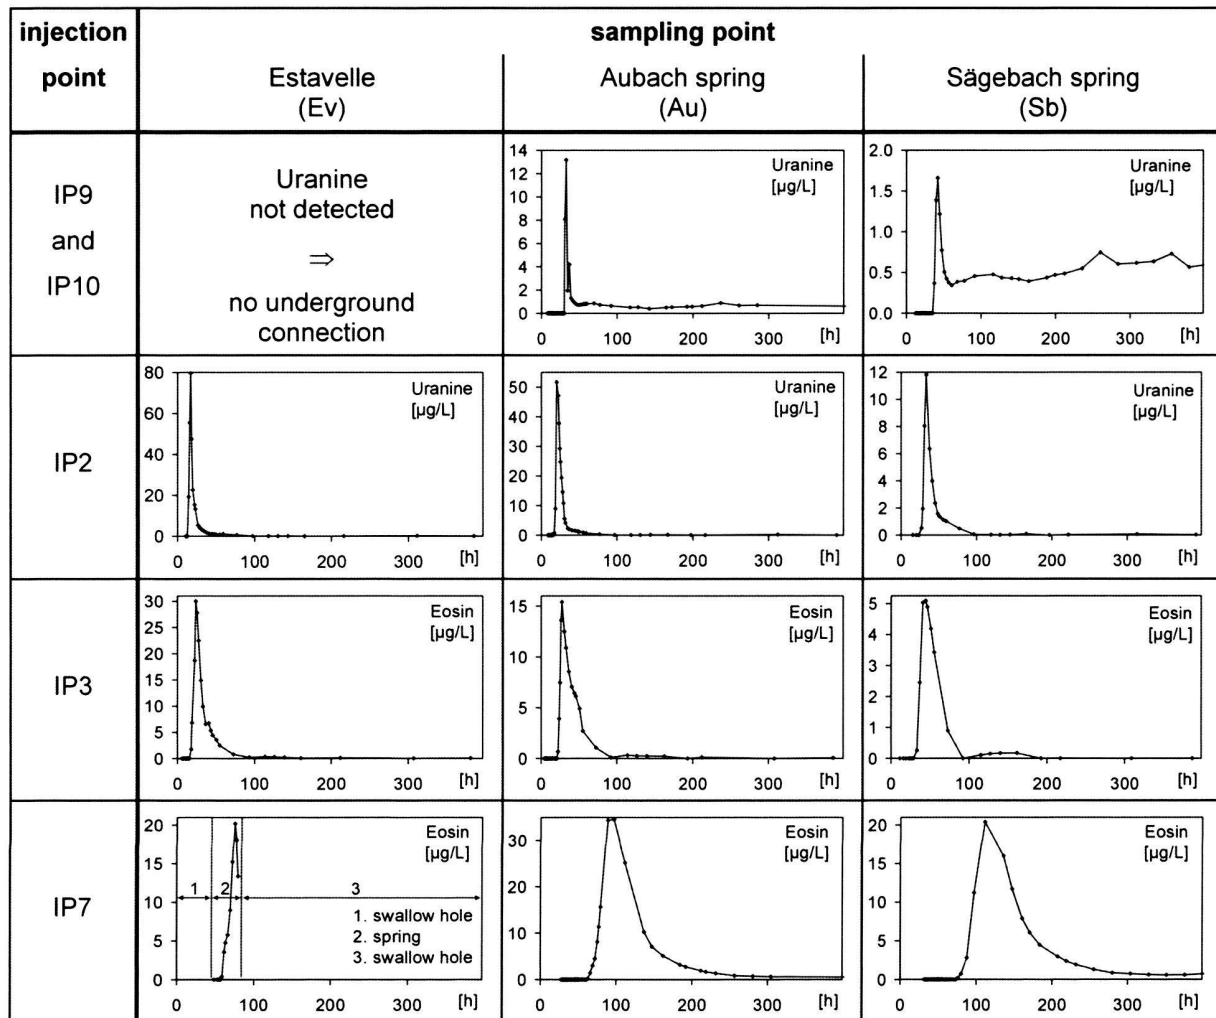 injection
point
sampling point
Estavelle
(Ev)
Aubach spring
(Au)
Sägebach spring
(Sb)
IP9
and
IP10
Uranine
not detected
⇒
no underground
connection
14
12
10
8
6
4
2
0
Uranine
[µg/L]
0 100 200 300 [h]
2.0
1.5
1.0
0.5
0.0
Uranine
[µg/L]
0 100 200 300 [h]
IP2
80
60
40
20
0
Uranine
[µg/L]
0 100 200 300 [h]
50
40
30
20
10
0
Uranine
[µg/L]
0 100 200 300 [h]
12
10
8
6
4
2
0
Uranine
[µg/L]
0 100 200 300 [h]
IP3
30
25
20
15
10
5
0
Eosin
[µg/L]
0 100 200 300 [h]
15
10
5
0
Eosin
[µg/L]
0 100 200 300 [h]
5
4
3
2
1
0
Eosin
[µg/L]
0 100 200 300 [h]
IP7
20
15
10
5
0
Eosin
[µg/L]
1 2 3
1. swallow hole
2. spring
3. swallow hole
0 100 200 300 [h]
30
20
10
0
Eosin
[µg/L]
0 100 200 300 [h]
20
15
10
5
0
Eosin
[µg/L]
0 100 200 300 [h]